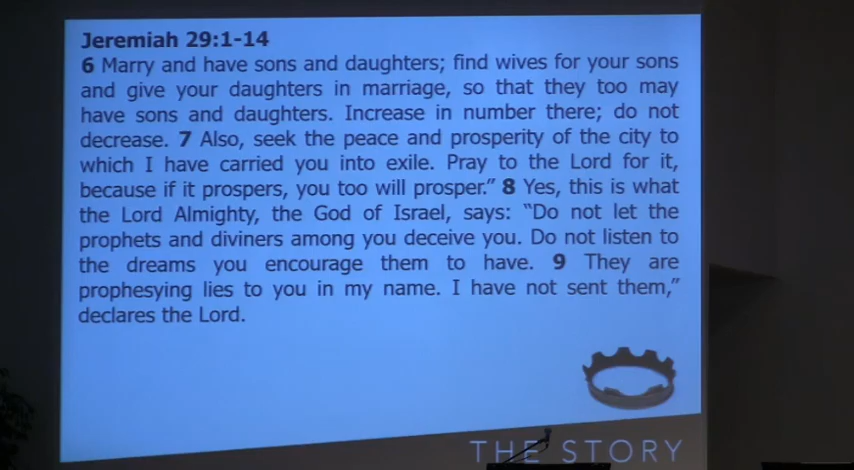 Jeremiah 29:1-14
6 Marry and have sons and daughters; find wives for your sons
and give your daughters in marriage, so that they too may
have sons and daughters. Increase in number there; do not
decrease. 7 Also, seek the peace and prosperity of the city to
which I have carried you into exile. Pray to the Lord for it,
because if it prospers, you too will prosper.” 8 Yes, this is what
the Lord Almighty, the God of Israel, says: “Do not let the
prophets and diviners among you deceive you. Do not listen to
the dreams you encourage them to have. 9 They are
prophesying lies to you in my name. I have not sent them,”
declares the Lord.
THE STORY